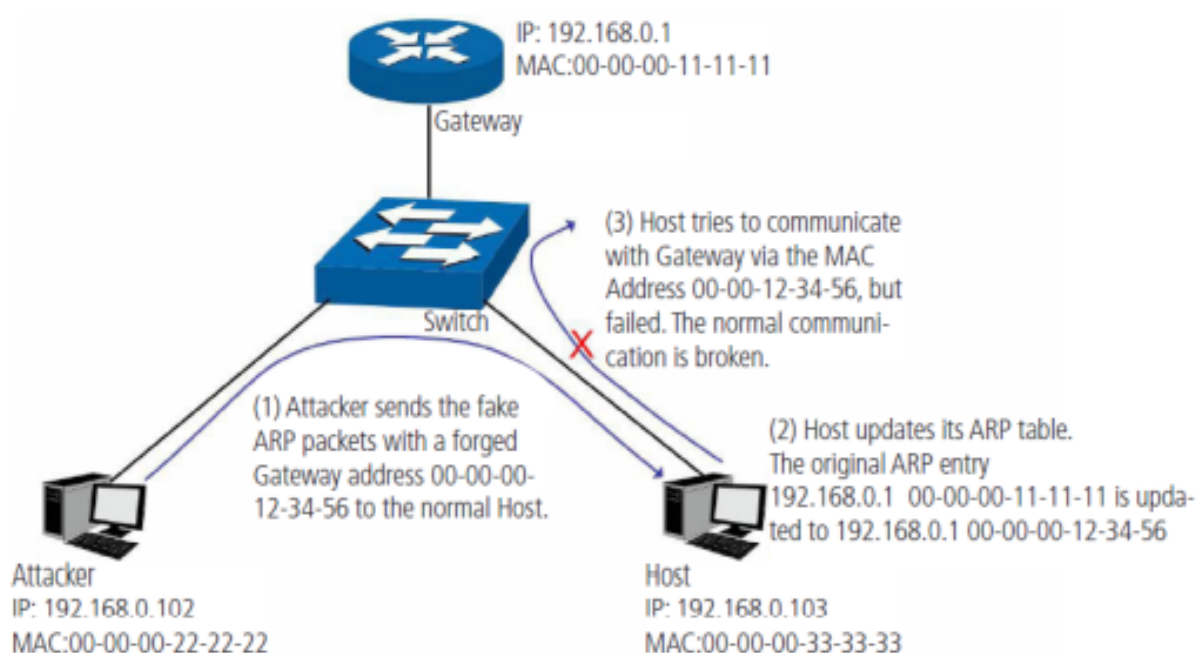 IP: 192.168.0.1
MAC:00-00-00-11-11-11
Gateway
(3) Host tries to communicate
with Gateway via the MAC
Address 00-00-12-34-56, but
failed. The normal communi-
cation is broken.
Switch
(1) Attacker sends the fake
ARP packets with a forged
Gateway address 00-00-00-
12-34-56 to the normal Host.
(2) Host updates its ARP table.
The original ARP entry
192.168.0.1 00-00-00-11-11-11 is upda-
ted to 192.168.0.1 00-00-00-12-34-56
Attacker
IP: 192.168.0.102
MAC:00-00-00-22-22-22
Host
IP: 192.168.0.103
MAC:00-00-00-33-33-33